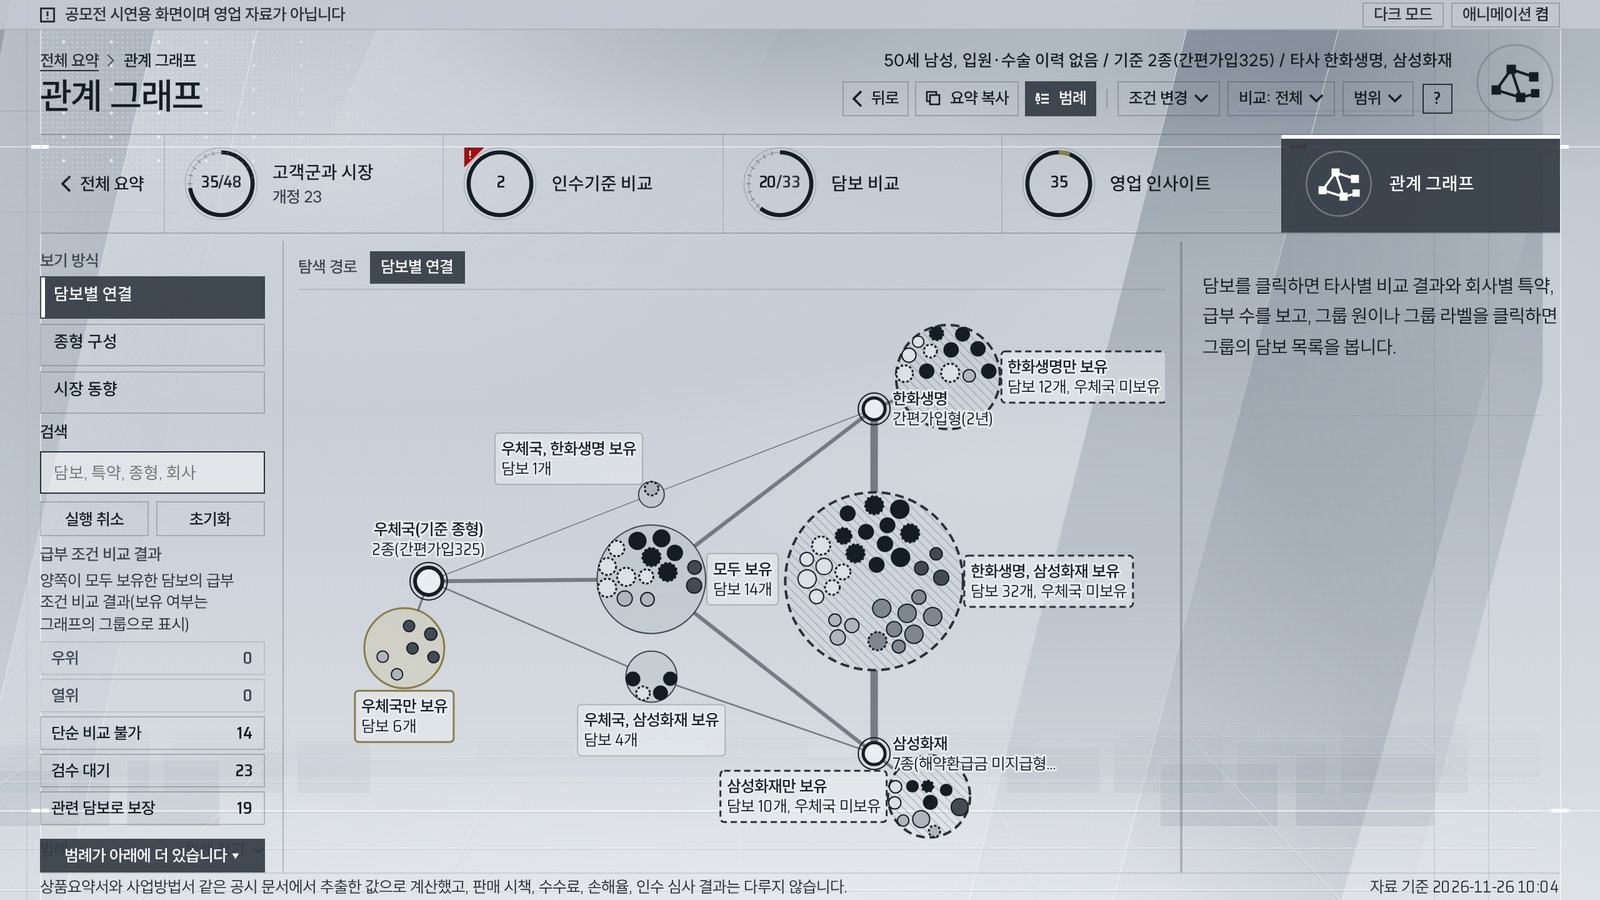 공모전 시연용 화면이며 영업 자료가 아닙니다
다크 모드
애니메이션 켬
전체 요약 > 관계 그래프
관계 그래프
50세 남성, 입원·수술 이력 없음 / 기준 2종(간편가입325) / 타사 한화생명, 삼성화재
뒤로
요약 복사
범례
조건 변경
비교: 전체
범위
?
전체 요약
35/48
고객군과 시장
개정 23
!
2
인수기준 비교
20/33
담보 비교
35
영업 인사이트
관계 그래프
보기 방식
담보별 연결
종형 구성
시장 동향
검색
담보, 특약, 종형, 회사
실행 취소
초기화
급부 조건 비교 결과
양쪽이 모두 보유한 담보의 급부
조건 비교 결과(보유 여부는
그래프의 그룹으로 표시)
우위 0
열위 0
단순 비교 불가 14
검수 대기 23
관련 담보로 보장 19
범례가 아래에 더 있습니다 ▾
탐색 경로
담보별 연결
한화생명만 보유
담보 12개, 우체국 미보유
한화생명
간편가입형(2년)
우체국, 한화생명 보유
담보 1개
우체국(기준 종형)
2종(간편가입325)
모두 보유
담보 14개
한화생명, 삼성화재 보유
담보 32개, 우체국 미보유
우체국만 보유
담보 6개
우체국, 삼성화재 보유
담보 4개
삼성화재
7종(해약환급금 미지급형...
삼성화재만 보유
담보 10개, 우체국 미보유
담보를 클릭하면 타사별 비교 결과와 회사별 특약,
급부 수를 보고, 그룹 원이나 그룹 라벨을 클릭하면
그룹의 담보 목록을 봅니다.
상품요약서와 사업방법서 같은 공시 문서에서 추출한 값으로 계산했고, 판매 시책, 수수료, 손해율, 인수 심사 결과는 다루지 않습니다.
자료 기준 2026-11-26 10:04